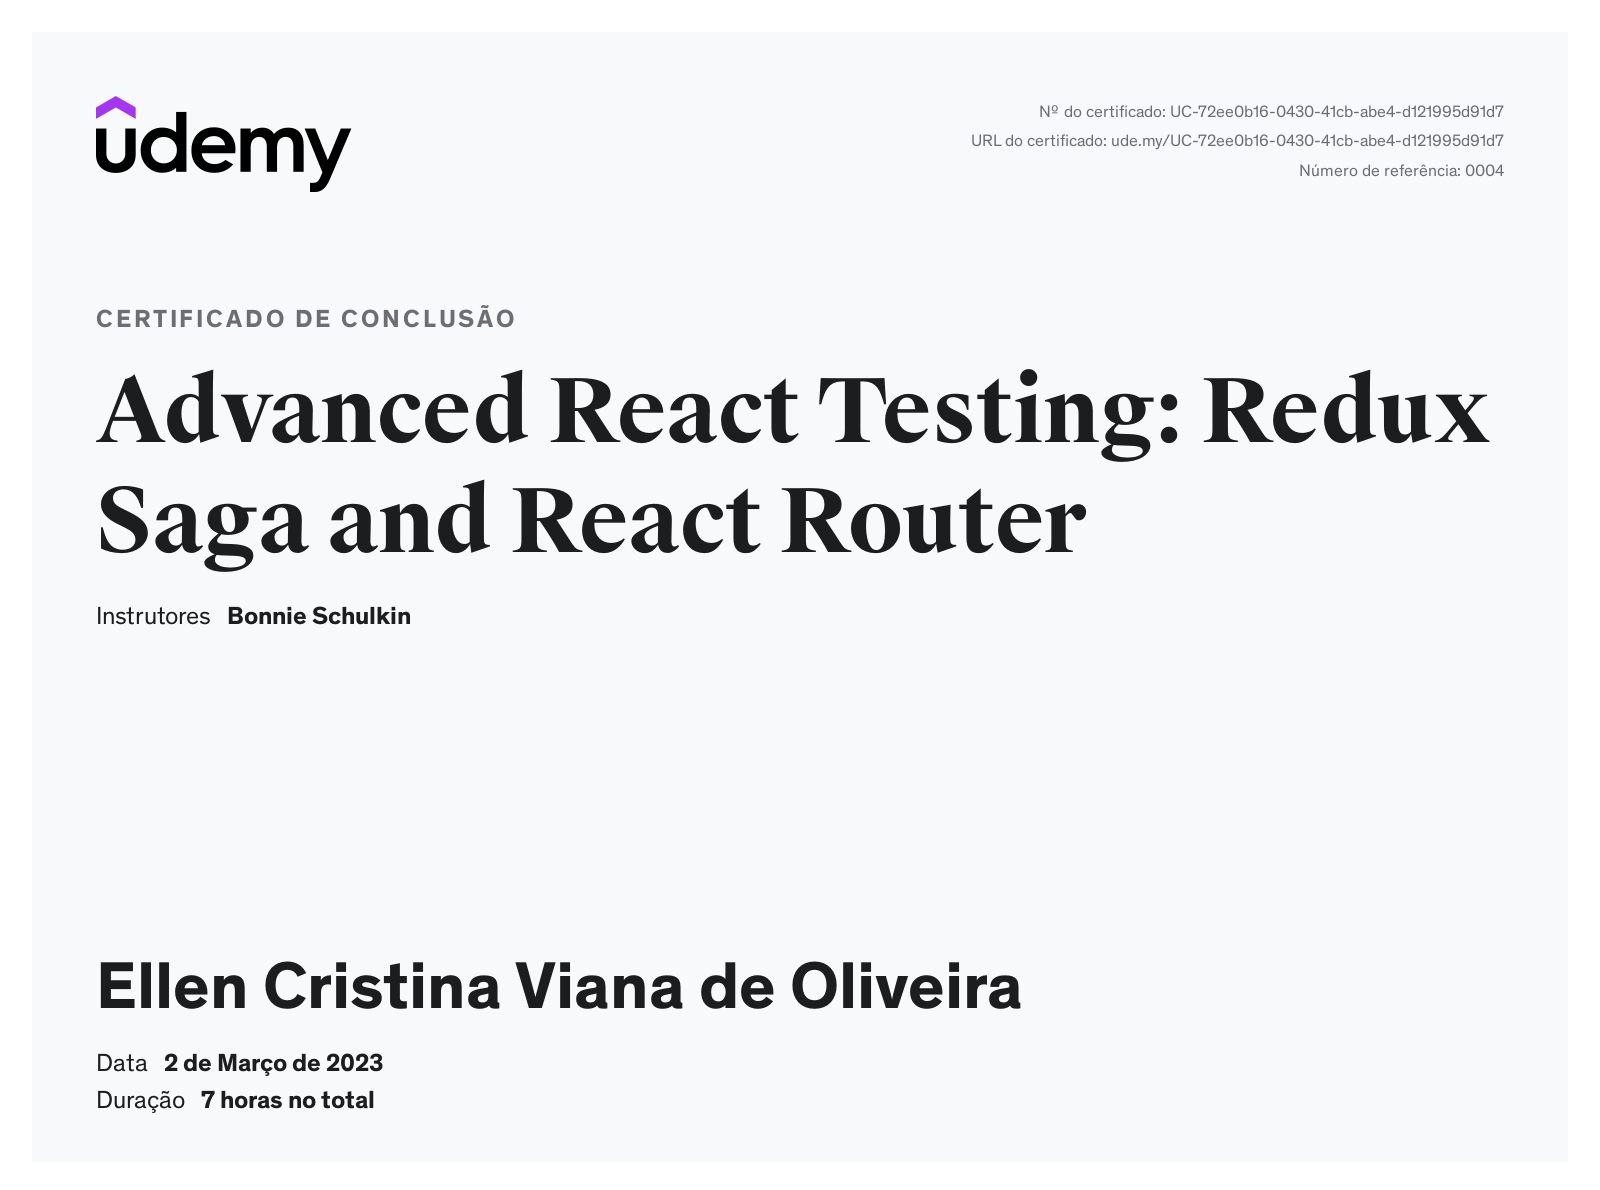 udemy
Nº do certificado: UC-72ee0b16-0430-41cb-abe4-d121995d91d7
URL do certificado: ude.my/UC-72ee0b16-0430-41cb-abe4-d121995d91d7
Número de referência: 0004
CERTIFICADO DE CONCLUSÃO
Advanced React Testing: Redux
Saga and React Router
Instrutores Bonnie Schulkin
Ellen Cristina Viana de Oliveira
Data 2 de Março de 2023
Duração 7 horas no total